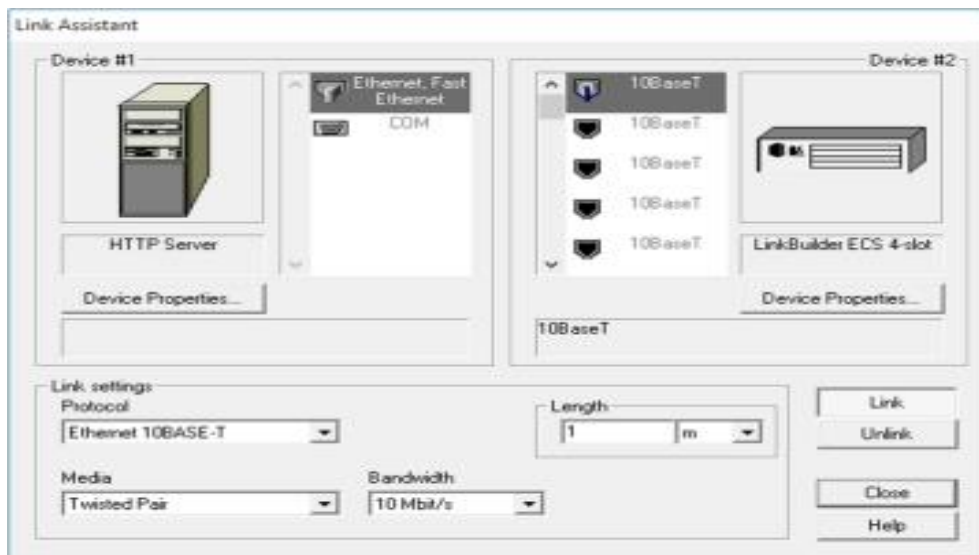 Link Assistant
Device #1
Ethernet, Fast
Ethernet
COM
HTTP Server
Device Properties...
Device #2
10BaseT
10BaseT
10BaseT
10BaseT
10BaseT
LinkBuilder ECS 4-slot
Device Properties...
10BaseT
Link settings
Protocol
Ethernet 10BASE-T
Length
1
m
Media
Twisted Pair
Bandwidth
10 Mbit/s
Link
Unlink
Close
Help